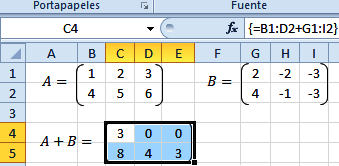 Portapapeles Fuente
C4 fx {=B1:D2+G1:I2}
A B C D E F G H I
1 A = 1 2 3 B = 2 -2 -3
2 4 5 6 4 -1 -3
3
4 A + B = 3 0 0
5 8 4 3